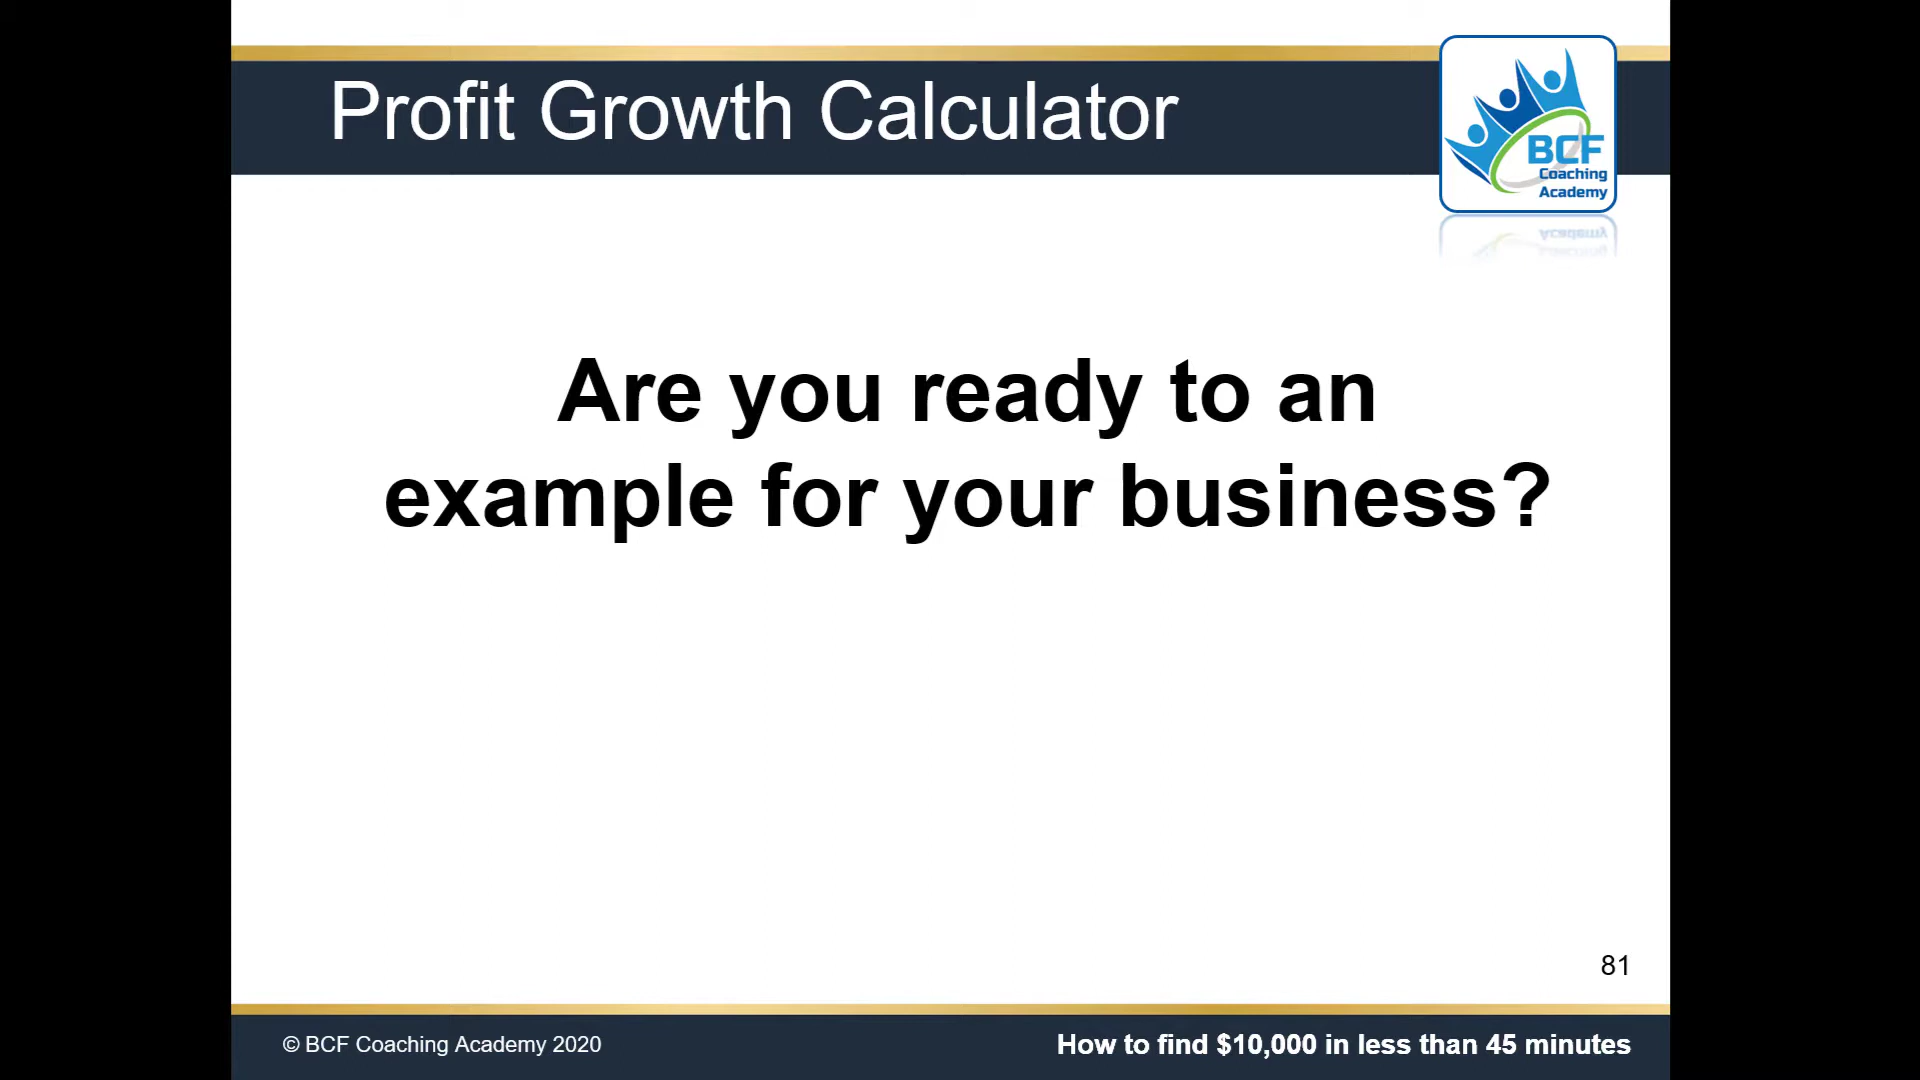 Profit Growth Calculator
BCF
Coaching
Academy
Are you ready to an
example for your business?
81
© BCF Coaching Academy 2020
How to find $10,000 in less than 45 minutes